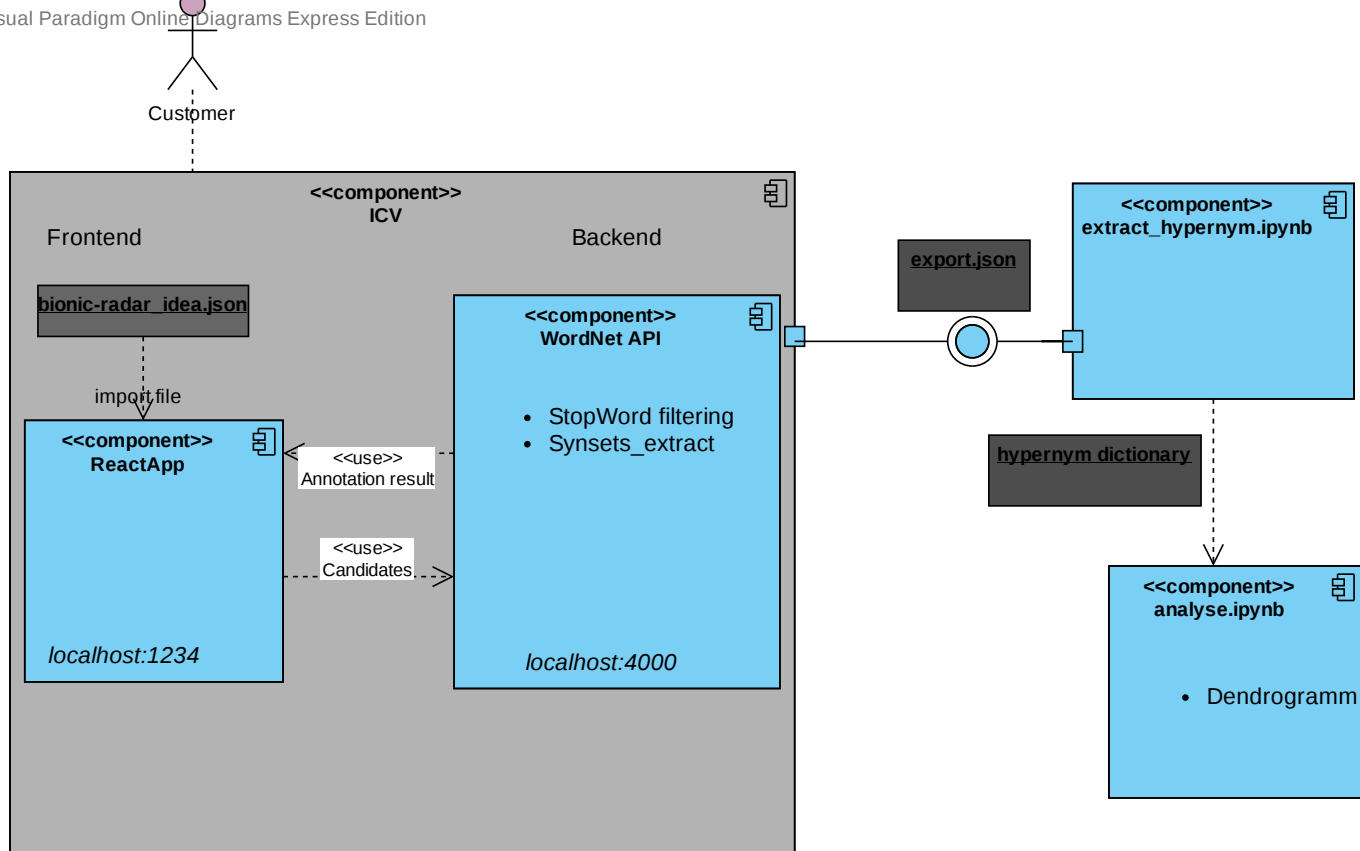 sual Paradigm Online Diagrams Express Edition
Customer
<<component>>
ICV
Frontend
Backend
bionic-radar_idea.json
import file
<<component>>
ReactApp
localhost:1234
<<use>>
Annotation result
<<use>>
Candidates
<<component>>
WordNet API
• StopWord filtering
• Synsets_extract
localhost:4000
export.json
<<component>>
extract_hypernym.ipynb
hypernym dictionary
<<component>>
analyse.ipynb
• Dendrogramm